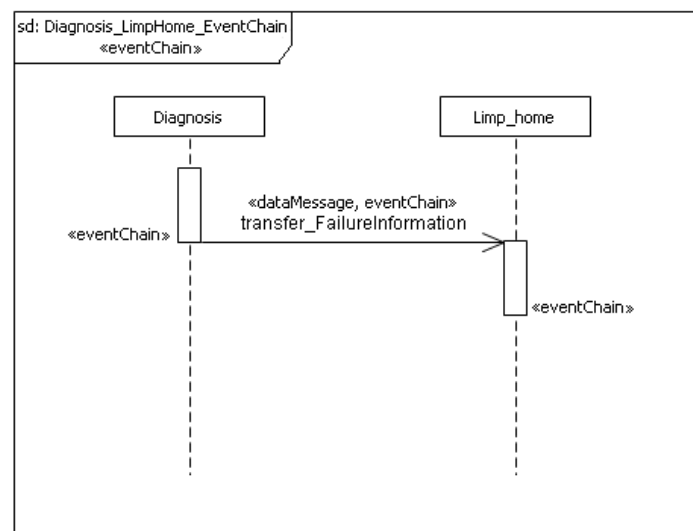 sd: Diagnosis_LimpHome_EventChain
«eventChain»
Diagnosis
Limp_home
«dataMessage, eventChain»
transfer_FailureInformation
«eventChain»
«eventChain»